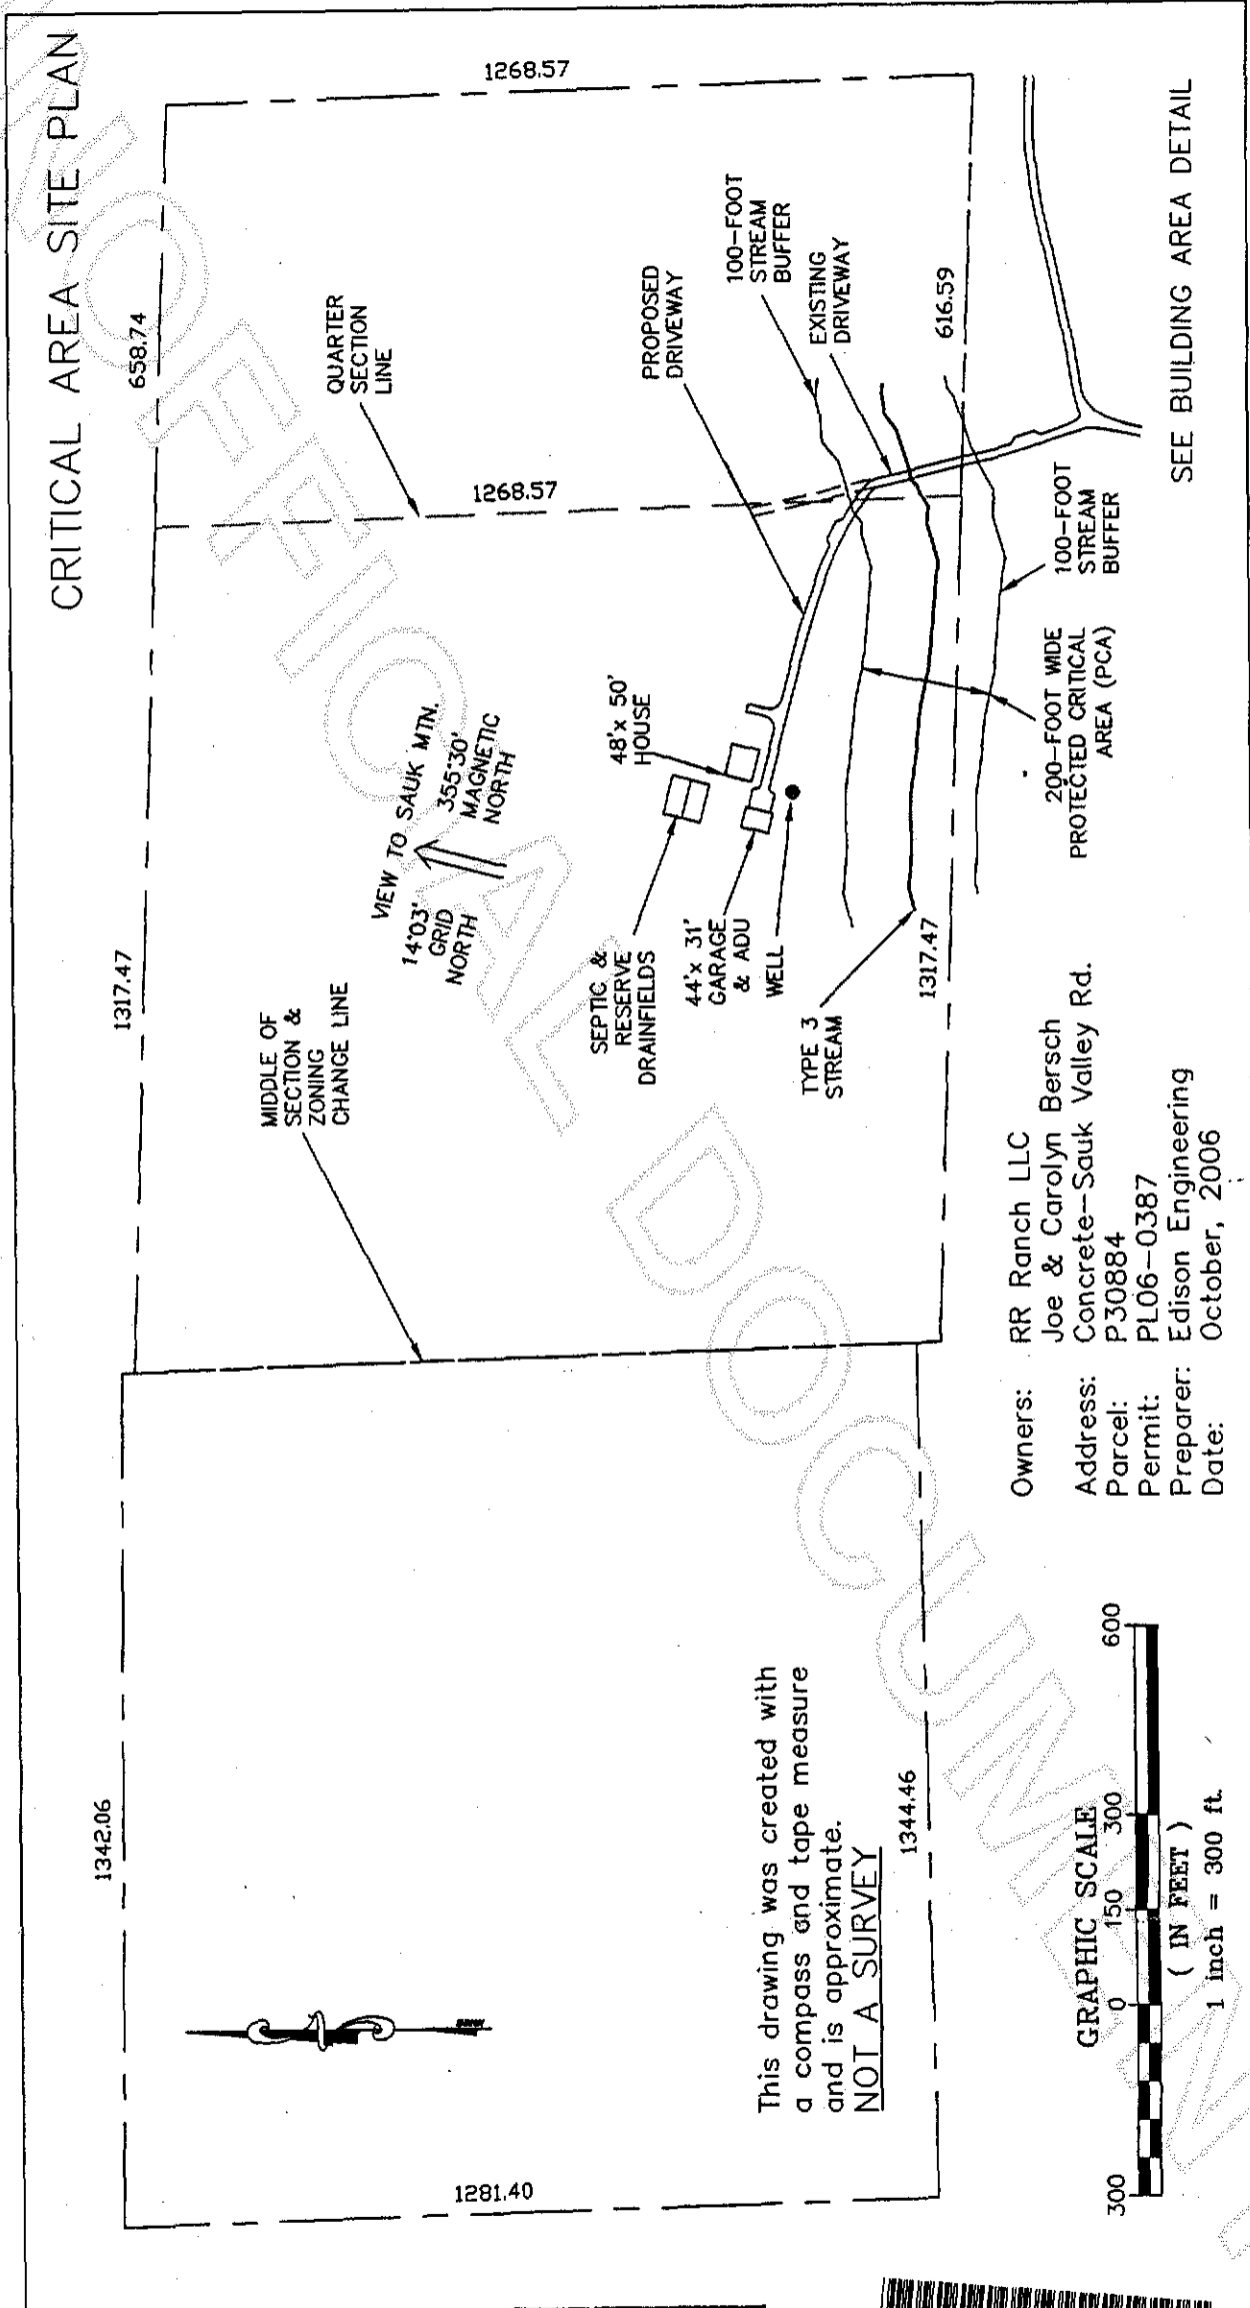 CRITICAL AREA SITE PLAN
1342.06
1317.47
658.74
MIDDLE OF
SECTION &
ZONING
CHANGE LINE
QUARTER
SECTION
LINE
VIEW TO SAUK MTN.
14°03'
GRID
NORTH
355°30'
MAGNETIC
NORTH
1281.40
1268.57
1268.57
SEPTIC &
RESERVE
DRAINFIELDS
48'x 50'
HOUSE
PROPOSED
DRIVEWAY
100-FOOT
STREAM
BUFFER
44'x 31'
GARAGE
& ADU
WELL
EXISTING
DRIVEWAY
TYPE 3
STREAM
This drawing was created with
a compass and tape measure
and is approximate.
NOT A SURVEY
1344.46
1317.47
616.59
200-FOOT WIDE
PROTECTED CRITICAL
AREA (PCA)
100-FOOT
STREAM
BUFFER
SEE BUILDING AREA DETAIL
Owners: RR Ranch LLC
Joe & Carolyn Bersch
Address: Concrete-Sauk Valley Rd.
Parcel: P30884
Permit: PL06-0387
Preparer: Edison Engineering
Date: October, 2006
GRAPHIC SCALE
300 0 150 300 600
( IN FEET )
1 inch = 300 ft.
UNOFFICIAL DOCUMENT